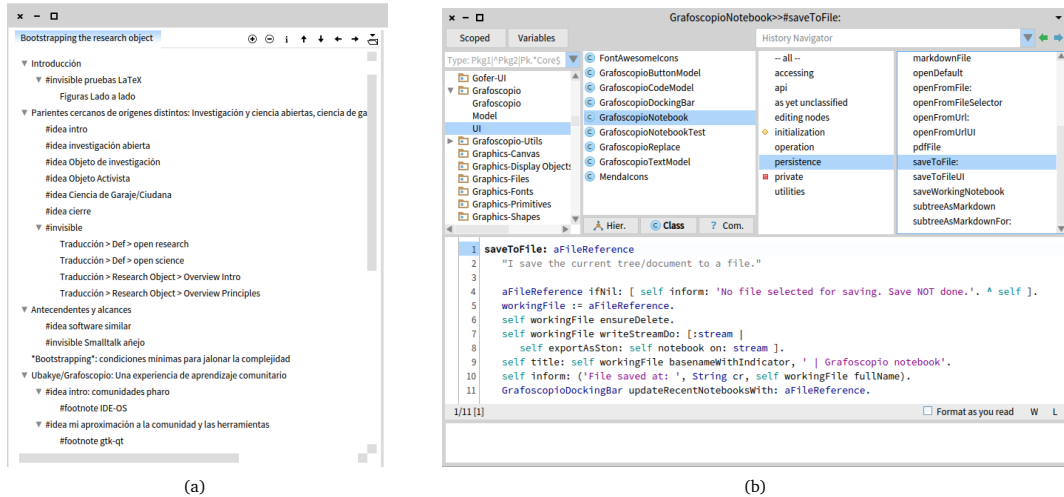 Bootstrapping the research object
Introducción
#invisible pruebas LaTeX
Figuras Lado a lado
Parientes cercanos de origenes distintos: Investigación y ciencia abiertas, ciencia de ga
#idea intro
#idea investigación abierta
#idea Objeto de investigación
#idea Objeto Activista
#idea Ciencia de Garaje/Ciudana
#idea cierre
#invisible
Traducción > Def > open research
Traducción > Def > open science
Traducción > Research Object > Overview Intro
Traducción > Research Object > Overview Principles
Antencendentes y alcances
#idea software similar
#invisible Smalltalk añejo
*Bootstrapping*: condiciones mínimas para jalonar la complejidad
Ubakye/Grafoscopio: Una experiencia de aprendizaje comunitario
#idea intro: comunidades pharo
#footnote IDE-OS
#idea mi aproximación a la comunidad y las herramientas
#footnote gtk-qt
(a)
GrafoscopioNotebook>>#saveToFile:
Scoped Variables
History Navigator
Type: Pkg1|^Pkg2|Pk.*Core$
Gofer-UI
Grafoscopio
Grafoscopio
Model
UI
Grafoscopio-Utils
Graphics-Canvas
Graphics-Display Objects
Graphics-Files
Graphics-Fonts
Graphics-Primitives
Graphics-Shapes
FontAwesomeIcons
GrafoscopioButtonModel
GrafoscopioCodeModel
GrafoscopioDockingBar
GrafoscopioNotebook
GrafoscopioNotebookTest
GrafoscopioReplace
GrafoscopioTextModel
MendaIcons
Hier. Class ? Com.
-- all --
accessing
api
as yet unclassified
editing nodes
initialization
operation
persistence
private
utilities
markdownFile
openDefault
openFromFile:
openFromFileSelector
openFromUrl:
openFromUrlUI
pdfFile
saveToFile:
saveToFileUI
saveWorkingNotebook
subtreeAsMarkdown
subtreeAsMarkdownFor:
1 saveToFile: aFileReference
2 "I save the current tree/document to a file."
3
4 aFileReference ifNil: [ self inform: 'No file selected for saving. Save NOT done.'. ^ self ].
5 workingFile := aFileReference.
6 self workingFile ensureDelete.
7 self workingFile writeStreamDo: [:stream |
8 self exportAsSton: self notebook on: stream ].
9 self title: self workingFile basenameWithIndicator, ' | Grafoscopio notebook'.
10 self inform: ('File saved at: ', String cr, self workingFile fullName).
11 GrafoscopioDockingBar updateRecentNotebooksWith: aFileReference.
1/11 [1] Format as you read W L
(b)